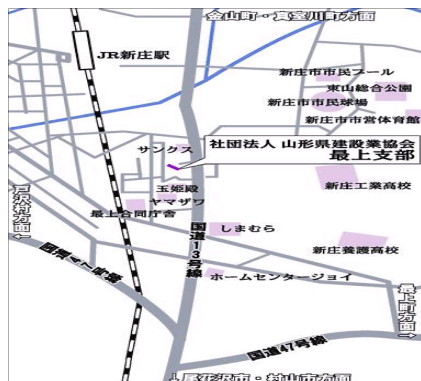 金山町・真室川町方面
JR新庄駅
新庄市市民プール
東山総合公園
新庄市市民球場
新庄市市営体育館
サンクス
社団法人 山形県建設業協会
最上支部
玉姫殿
ヤマザワ
最上合同庁舎
新庄工業高校
戸沢村方面
しまむら
国道13号線
新庄養護高校
国道47号線
ホームセンタージョイ
最上町方面→
国道47号線
尾花沢市・村山市方面